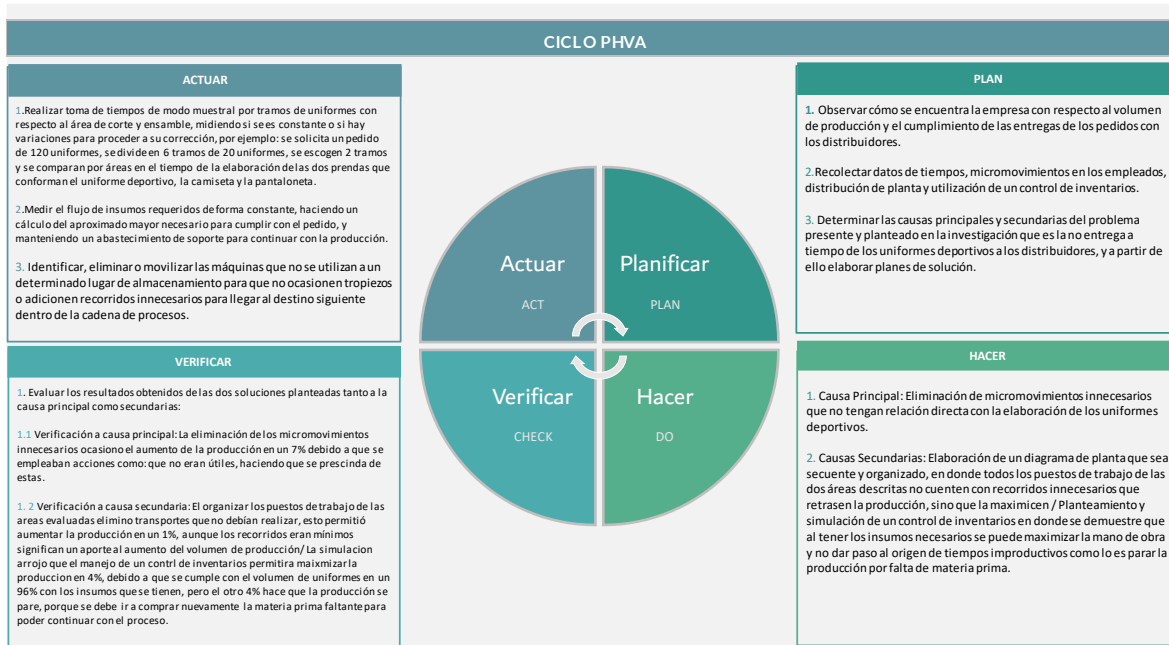 CICLO PHVA
ACTUAR
1.Realizar toma de tiempos de modo muestral por tramos de uniformes con
respecto al área de corte y ensamble, midiendo si se es constante o si hay
variaciones para proceder a su corrección, por ejemplo: se solicita un pedido
de 120 uniformes, se divide en 6 tramos de 20 uniformes, se escogen 2 tramos
y se comparan por áreas en el tiempo de la elaboración de las dos prendas que
conforman el uniforme deportivo, la camiseta y la pantaloneta.
2.Medir el flujo de insumos requeridos de forma constante, haciendo un
cálculo del aproximado mayor necesario para cumplir con el pedido, y
manteniendo un abastecimiento de soporte para continuar con la producción.
3. Identificar, eliminar o movilizar las máquinas que no se utilizan a un
determinado lugar de almacenamiento para que no ocasionen tropiezos
o adicionen recorridos innecesarios para llegar al destino siguiente
dentro de la cadena de procesos.
VERIFICAR
1. Evaluar los resultados obtenidos de las dos soluciones planteadas tanto a la
causa principal como secundarias:
1.1 Verificación a causa principal: La eliminación de los micromovimientos
innecesarios ocasiono el aumento de la producción en un 7% debido a que se
empleaban acciones como: que no eran útiles, haciendo que se prescinda de
estas.
1. 2 Verificación a causa secundaria: El organizar los puestos de trabajo de las
areas evaluadas elimino transportes que no debían realizar, esto permitió
aumentar la producción en un 1%, aunque los recorridos eran mínimos
significan un aporte al aumento del volumen de producción/ La simulacion
arrojo que el manejo de un contrl de inventarios permitira maixmizar la
produccion en 4%, debido a que se cumple con el volumen de uniformes en un
96% con los insumos que se tienen, pero el otro 4% hace que la producción se
pare, porque se debe ir a comprar nuevamente la materia prima faltante para
poder continuar con el proceso.
Actuar
ACT
Planificar
PLAN
Verificar
CHECK
Hacer
DO
PLAN
1. Observar cómo se encuentra la empresa con respecto al volumen
de producción y el cumplimiento de las entregas de los pedidos con
los distribuidores.
2.Recolectar datos de tiempos, micromovimientos en los empleados,
distribución de planta y utilización de un control de inventarios.
3. Determinar las causas principales y secundarias del problema
presente y planteado en la investigación que es la no entrega a
tiempo de los uniformes deportivos a los distribuidores, y a partir de
ello elaborar planes de solución.
HACER
1. Causa Principal: Eliminación de micromovimientos innecesarios
que no tengan relación directa con la elaboración de los uniformes
deportivos.
2. Causas Secundarias: Elaboración de un diagrama de planta que sea
secuente y organizado, en donde todos los puestos de trabajo de las
dos áreas descritas no cuenten con recorridos innecesarios que
retrasen la producción, sino que la maximicen / Planteamiento y
simulación de un control de inventarios en donde se demuestre que
al tener los insumos necesarios se puede maximizar la mano de obra
y no dar paso al origen de tiempos improductivos como lo es parar la
producción por falta de materia prima.